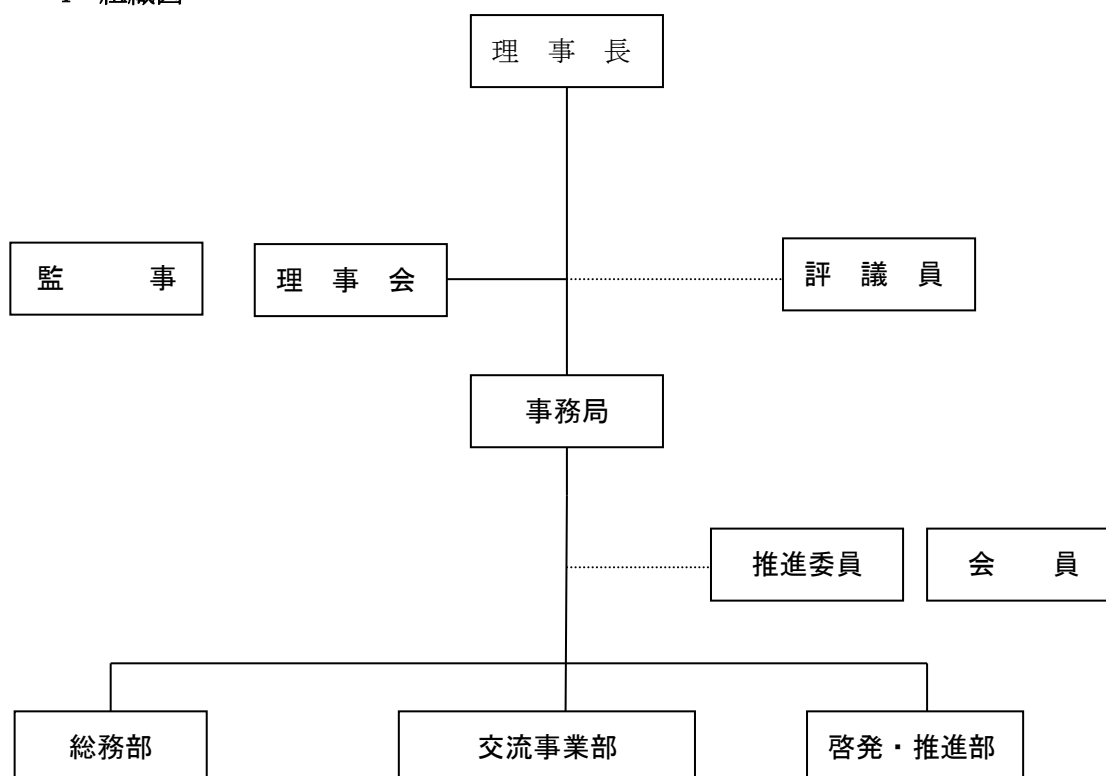 組織図
理　事　長
監　　　事
理　事　会
評　議　員
事務局
推進委員
会　　員
総務部
交流事業部
啓発・推進部